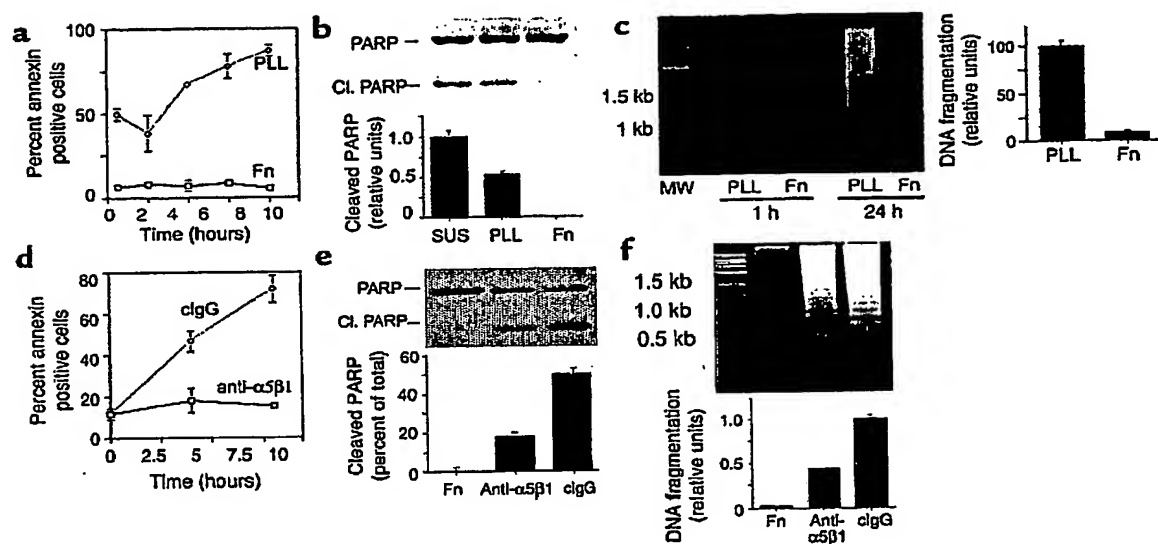 a
Percent annexin
positive cells
100
50
0
PLL
Fn
0 2 4 6 8 10
Time (hours)
b
PARP
Cl. PARP
Cleaved PARP
(relative units)
1.0
0.5
0
SUS PLL Fn
c
1.5 kb
1 kb
MW
PLL Fn PLL Fn
1 h 24 h
DNA fragmentation
(relative units)
100
50
0
PLL Fn
d
Percent annexin
positive cells
80
60
40
20
0
cIgG
anti-α5β1
0 2.5 5 7.5 10
Time (hours)
e
PARP
Cl. PARP
Cleaved PARP
(percent of total)
60
40
20
0
Fn Anti-α5β1 cIgG
f
1.5 kb
1.0 kb
0.5 kb
DNA fragmentation
(relative units)
1.0
0.5
0
Fn Anti-
α5β1 cIgG